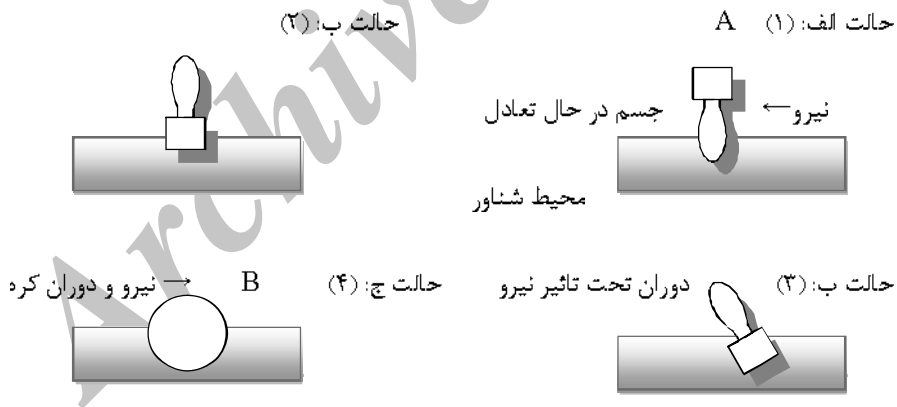 حالت الف: (۱) A
حالت ب: (۲)
نیرو ←
جسم در حال تعادل
محیط شناور
حالت ب: (۳) دوران تحت تاثیر نیرو
حالت ج: (۴) B → نیرو و دوران کره
Archive